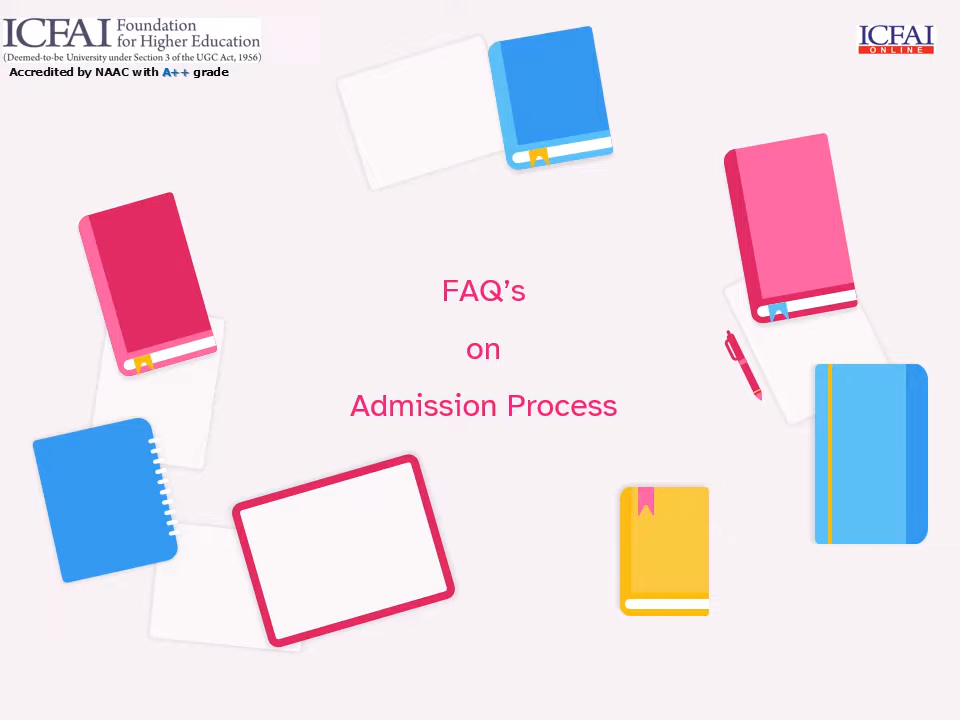 ICFAI Foundation
for Higher Education
(Deemed-to-be University under Section 3 of the UGC Act, 1956)
Accredited by NAAC with A++ grade
ICFAI
ONLINE
FAQ’s
on
Admission Process